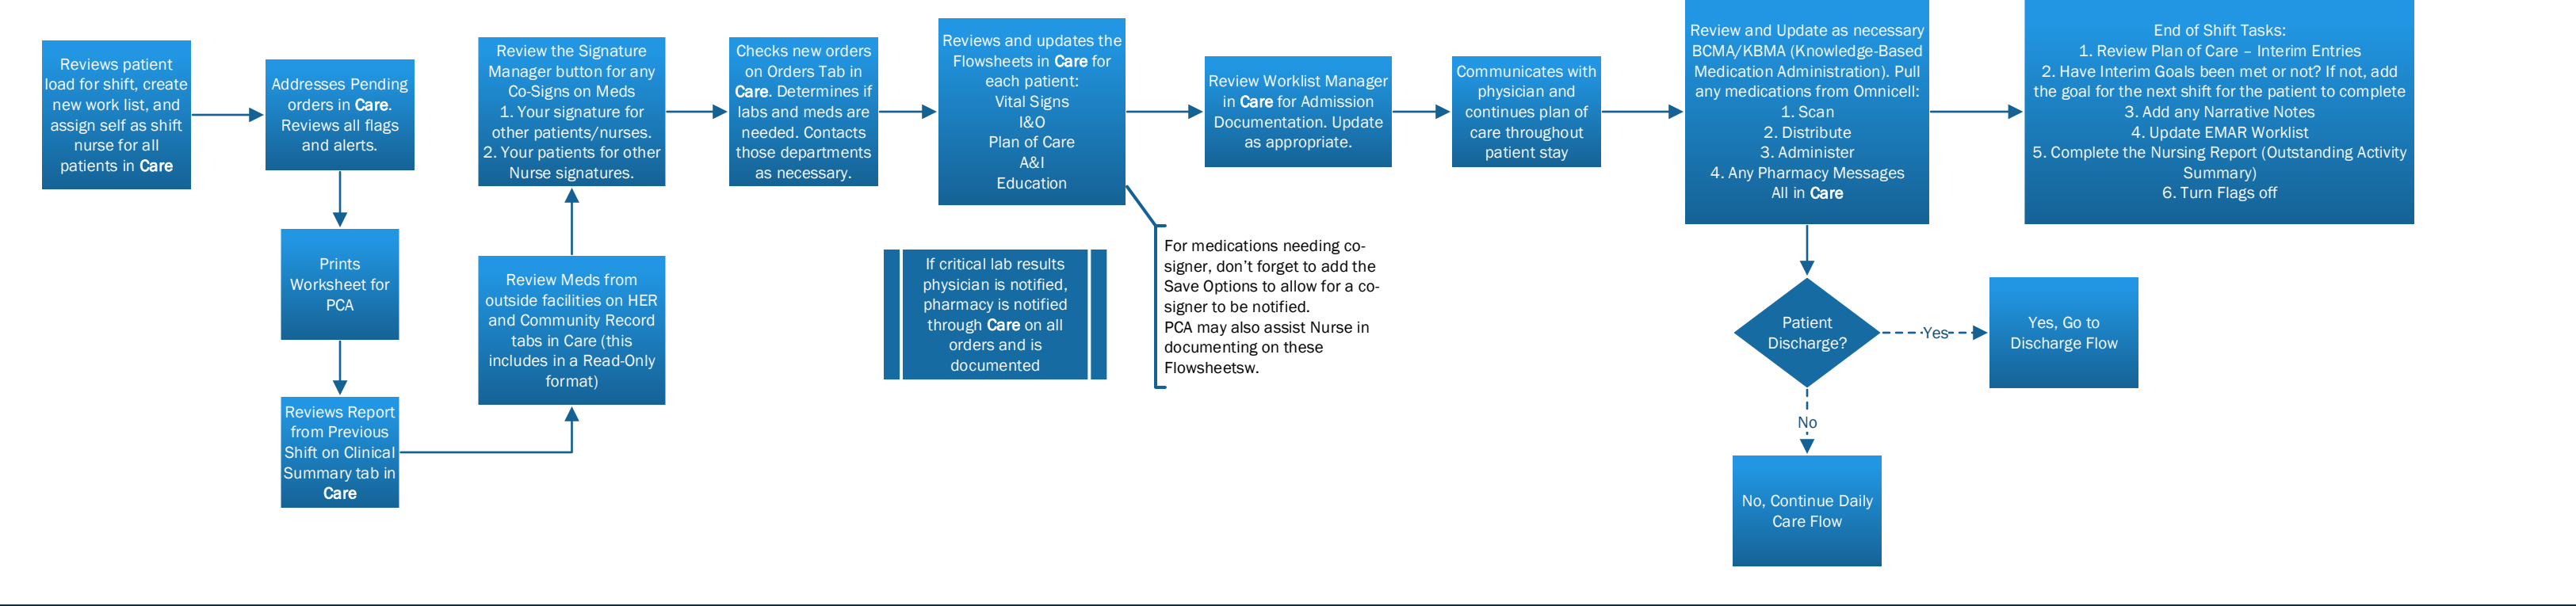 Reviews patient
load for shift, create
new work list, and
assign self as shift
nurse for all
patients in Care
Addresses Pending
orders in Care.
Reviews all flags
and alerts.
Prints
Worksheet for
PCA
Reviews Report
from Previous
Shift on Clinical
Summary tab in
Care
Review Meds from
outside facilities on HER
and Community Record
tabs in Care (this
includes in a Read-Only
format)
Review the Signature
Manager button for any
Co-Signs on Meds
1. Your signature for
other patients/nurses.
2. Your patients for other
Nurse signatures.
Checks new orders
on Orders Tab in
Care. Determines if
labs and meds are
needed. Contacts
those departments
as necessary.
Reviews and updates the
Flowsheets in Care for
each patient:
Vital Signs
I&O
Plan of Care
A&I
Education
If critical lab results
physician is notified,
pharmacy is notified
through Care on all
orders and is
documented
For medications needing co-
signer, don't forget to add the
Save Options to allow for a co-
signer to be notified.
PCA may also assist Nurse in
documenting on these
Flowsheetsw.
Review Worklist Manager
in Care for Admission
Documentation. Update
as appropriate.
Communicates with
physician and
continues plan of
care throughout
patient stay
Review and Update as necessary
BCMA/KBMA (Knowledge-Based
Medication Administration). Pull
any medications from Omnicell:
1. Scan
2. Distribute
3. Administer
4. Any Pharmacy Messages
All in Care
End of Shift Tasks:
1. Review Plan of Care – Interim Entries
2. Have Interim Goals been met or not? If not, add
the goal for the next shift for the patient to complete
3. Add any Narrative Notes
4. Update EMAR Worklist
5. Complete the Nursing Report (Outstanding Activity
Summary)
6. Turn Flags off
Patient
Discharge?
Yes
Yes, Go to
Discharge Flow
No
No, Continue Daily
Care Flow